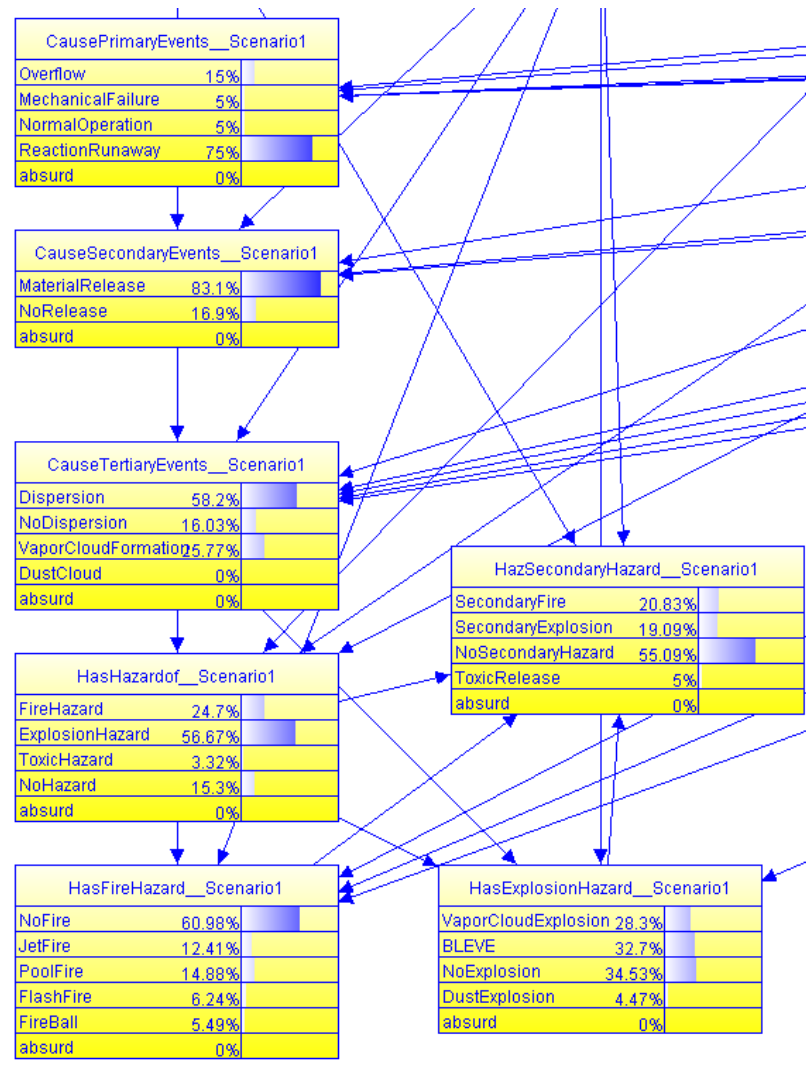 CausePrimaryEvents__Scenario1
Overflow 15%
MechanicalFailure 5%
NormalOperation 5%
ReactionRunaway 75%
absurd 0%
CauseSecondaryEvents__Scenario1
MaterialRelease 83.1%
NoRelease 16.9%
absurd 0%
CauseTertiaryEvents__Scenario1
Dispersion 58.2%
NoDispersion 16.03%
VaporCloudFormation 25.77%
DustCloud 0%
absurd 0%
HazSecondaryHazard__Scenario1
SecondaryFire 20.83%
SecondaryExplosion 19.09%
NoSecondaryHazard 55.09%
ToxicRelease 5%
absurd 0%
HasHazardof__Scenario1
FireHazard 24.7%
ExplosionHazard 56.67%
ToxicHazard 3.32%
NoHazard 15.3%
absurd 0%
HasFireHazard__Scenario1
NoFire 60.98%
JetFire 12.41%
PoolFire 14.88%
FlashFire 6.24%
FireBall 5.49%
absurd 0%
HasExplosionHazard__Scenario1
VaporCloudExplosion 28.3%
BLEVE 32.7%
NoExplosion 34.53%
DustExplosion 4.47%
absurd 0%